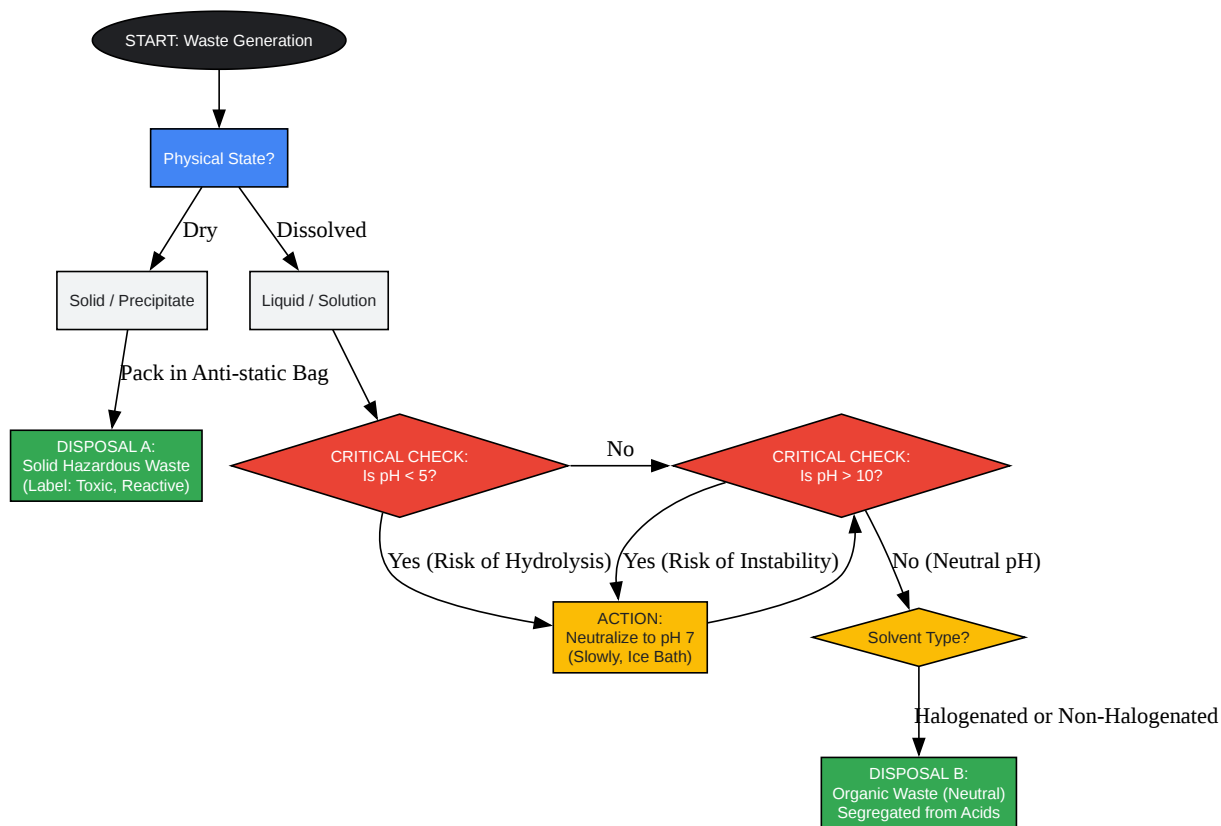 START: Waste Generation
Physical State?
Dry
Dissolved
Solid / Precipitate
Liquid / Solution
Pack in Anti-static Bag
DISPOSAL A:
Solid Hazardous Waste
(Label: Toxic, Reactive)
CRITICAL CHECK:
Is pH < 5?
No
CRITICAL CHECK:
Is pH > 10?
Yes (Risk of Hydrolysis)
Yes (Risk of Instability)
No (Neutral pH)
ACTION:
Neutralize to pH 7
(Slowly, Ice Bath)
Solvent Type?
Halogenated or Non-Halogenated
DISPOSAL B:
Organic Waste (Neutral)
Segregated from Acids